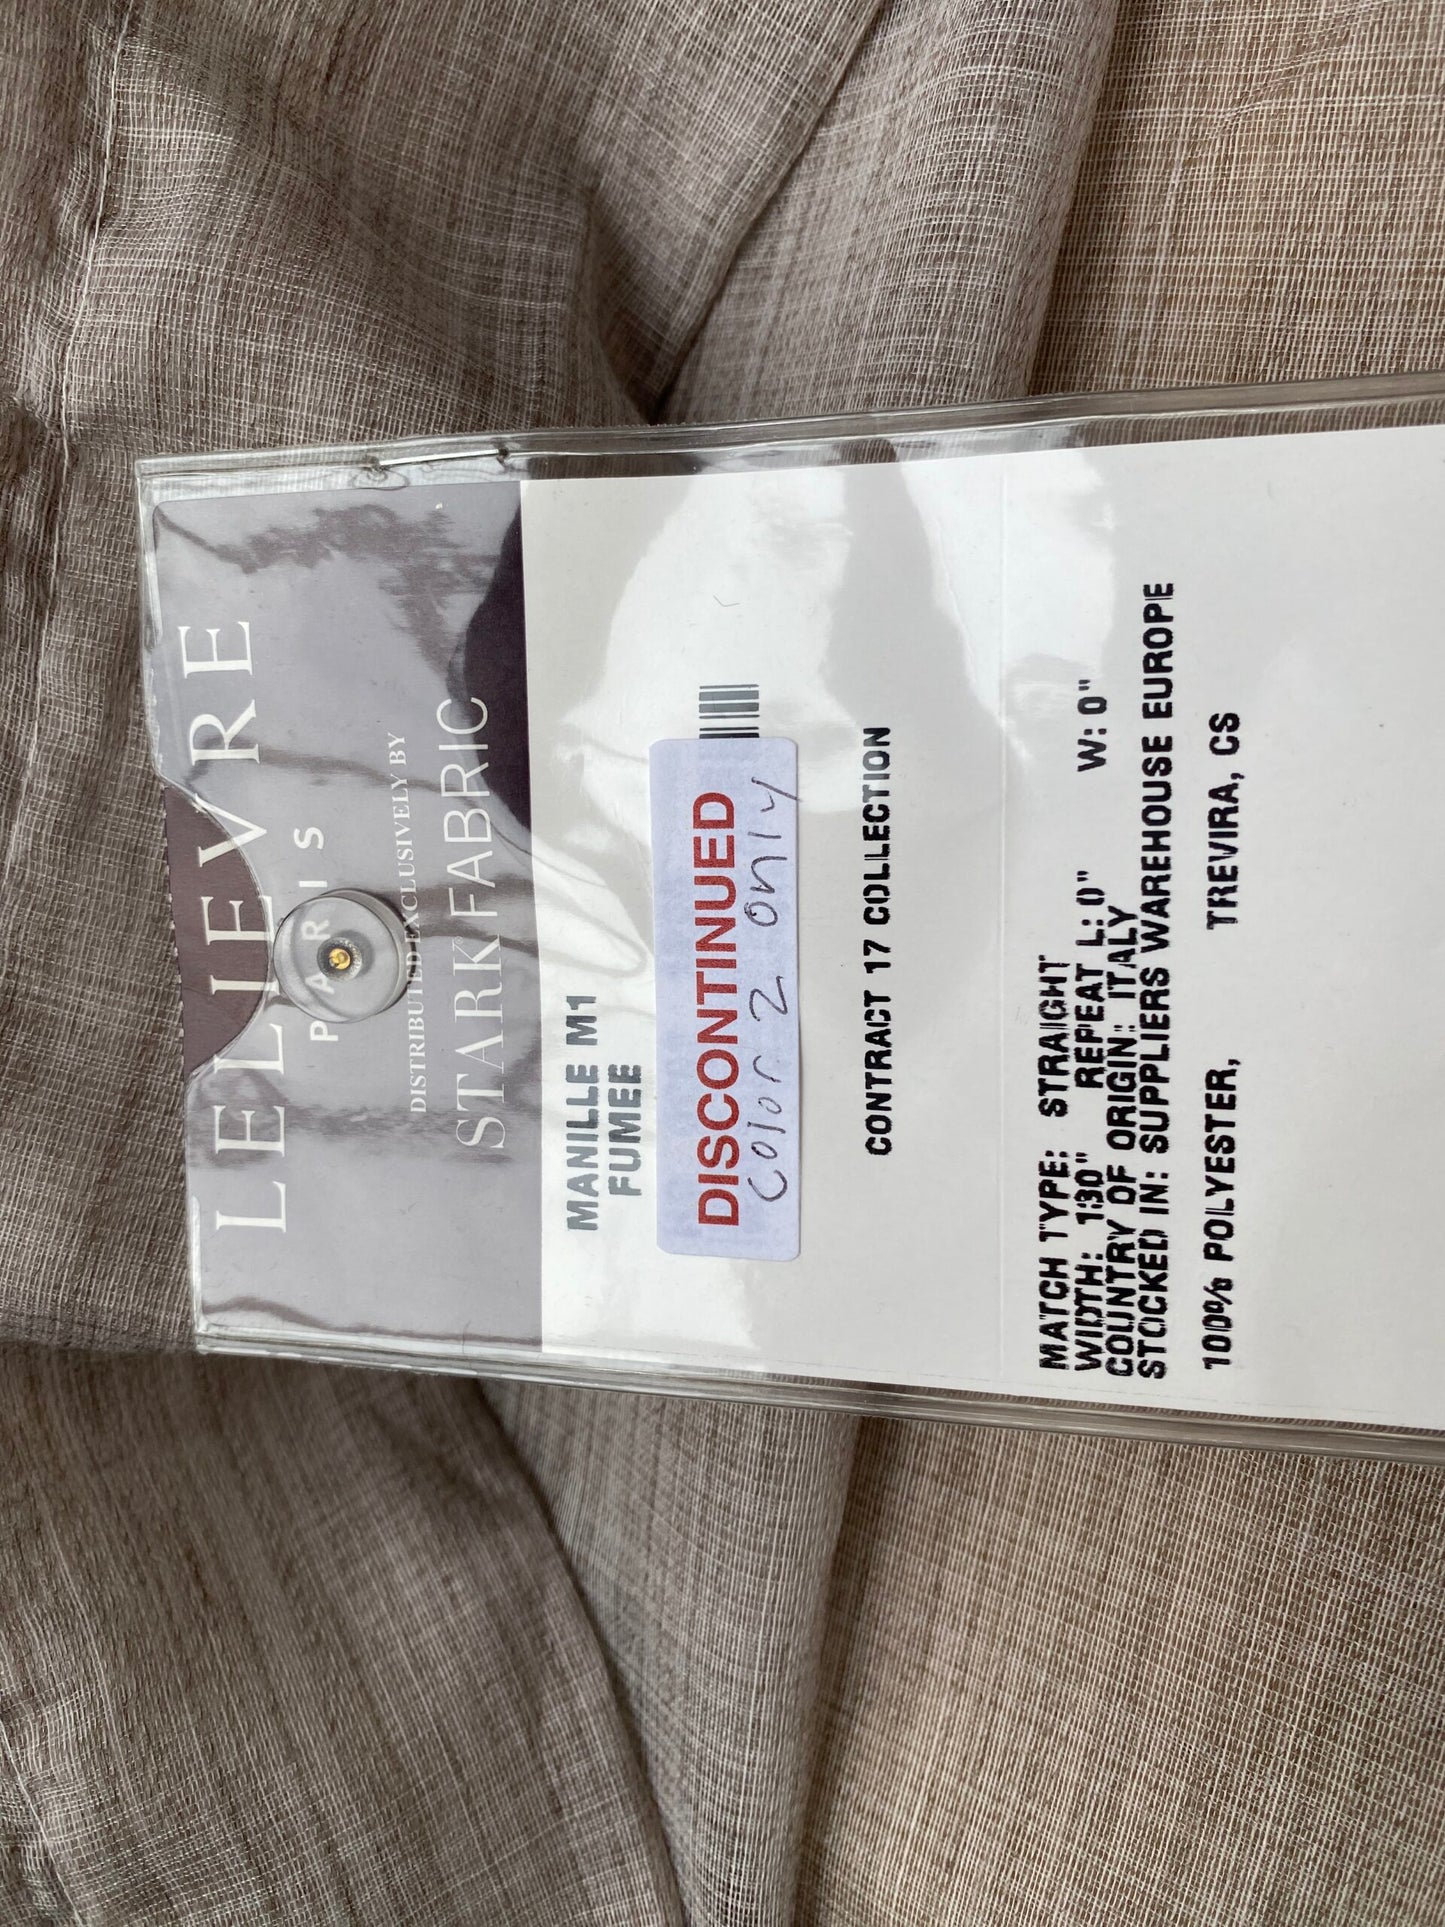 LELIEVRE
PARIS
DISTRIBUTED EXCLUSIVELY BY
STARK FABRIC
MANILLE M1
FUMEE
DISCONTINUED
Color 2 only
CONTRACT 17 COLLECTION
MATCH TYPE: STRAIGHT
WIDTH: 130" REPEAT L: 0" W: 0"
COUNTRY OF ORIGIN: ITALY
STOCKED IN: SUPPLIERS WAREHOUSE EUROPE
100% POLYESTER, TREVIRA, CS